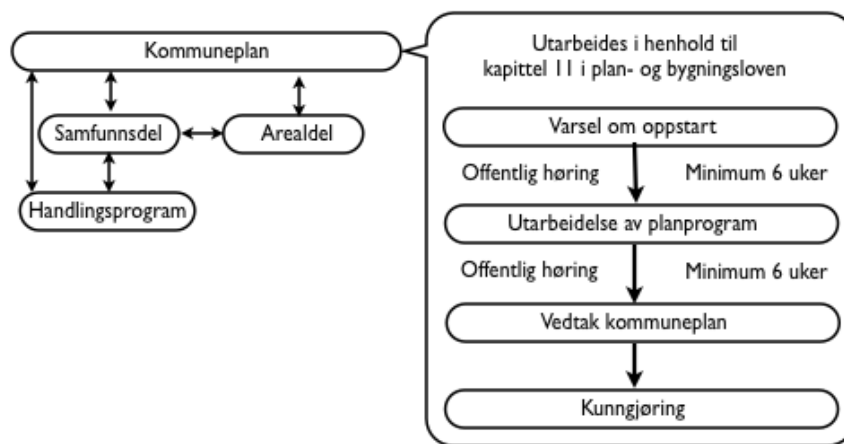 Kommuneplan
Samfunnsdel
Arealdel
Handlingsprogram
Utarbeides i henhold til
kapittel 11 i plan- og bygningsloven
Varsel om oppstart
Offentlig høring Minimum 6 uker
Utarbeidelse av planprogram
Offentlig høring Minimum 6 uker
Vedtak kommuneplan
Kunngjøring